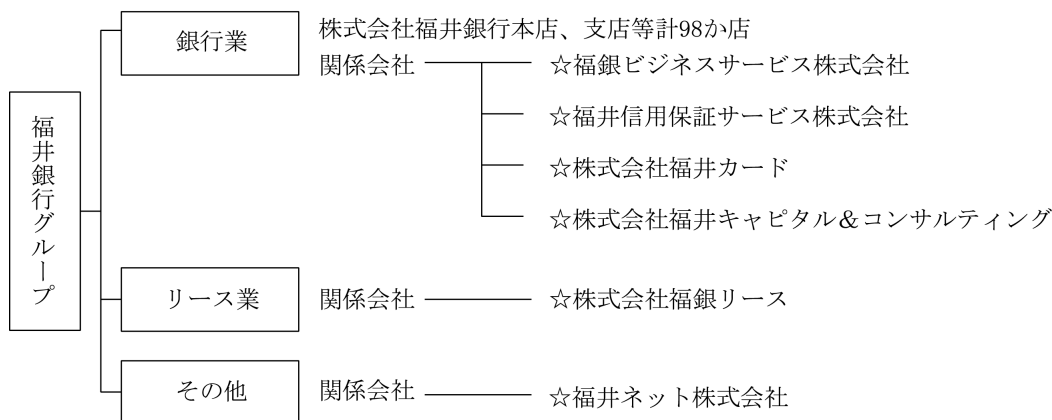 福井銀行グループ
銀行業
株式会社福井銀行本店、支店等計98か店
関係会社
☆福銀ビジネスサービス株式会社
☆福井信用保証サービス株式会社
☆株式会社福井カード
☆株式会社福井キャピタル＆コンサルティング
リース業
関係会社
☆株式会社福銀リース
その他
関係会社
☆福井ネット株式会社